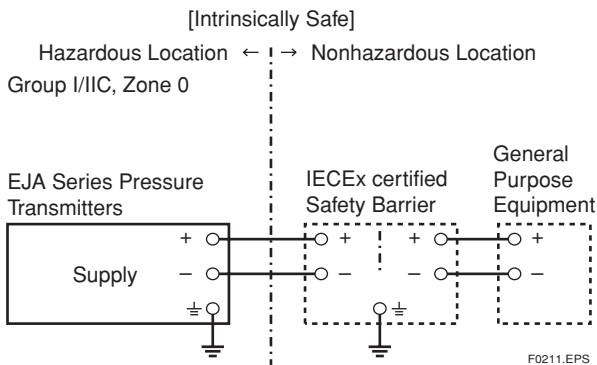 [Intrinsically Safe]
Hazardous Location ← → Nonhazardous Location
Group I/IIC, Zone 0
EJA Series Pressure
Transmitters
IECEx certified
Safety Barrier
General
Purpose
Equipment
+ + + +
Supply − − − −
F0211.EPS